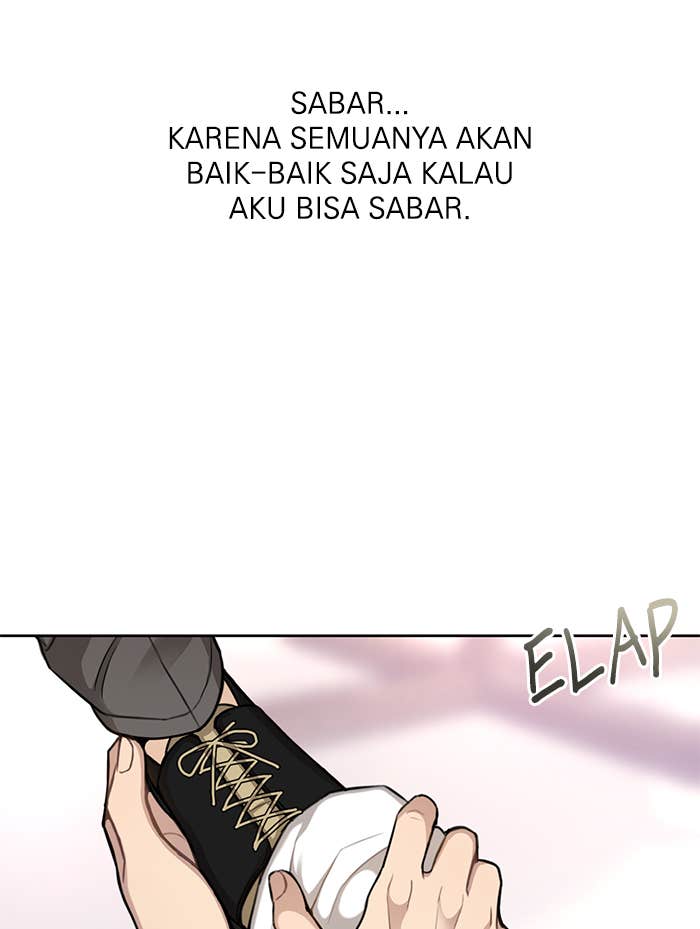 SABAR...
KARENA SEMUANYA AKAN
BAIK-BAIK SAJA KALAU
AKU BISA SABAR.
ELAP